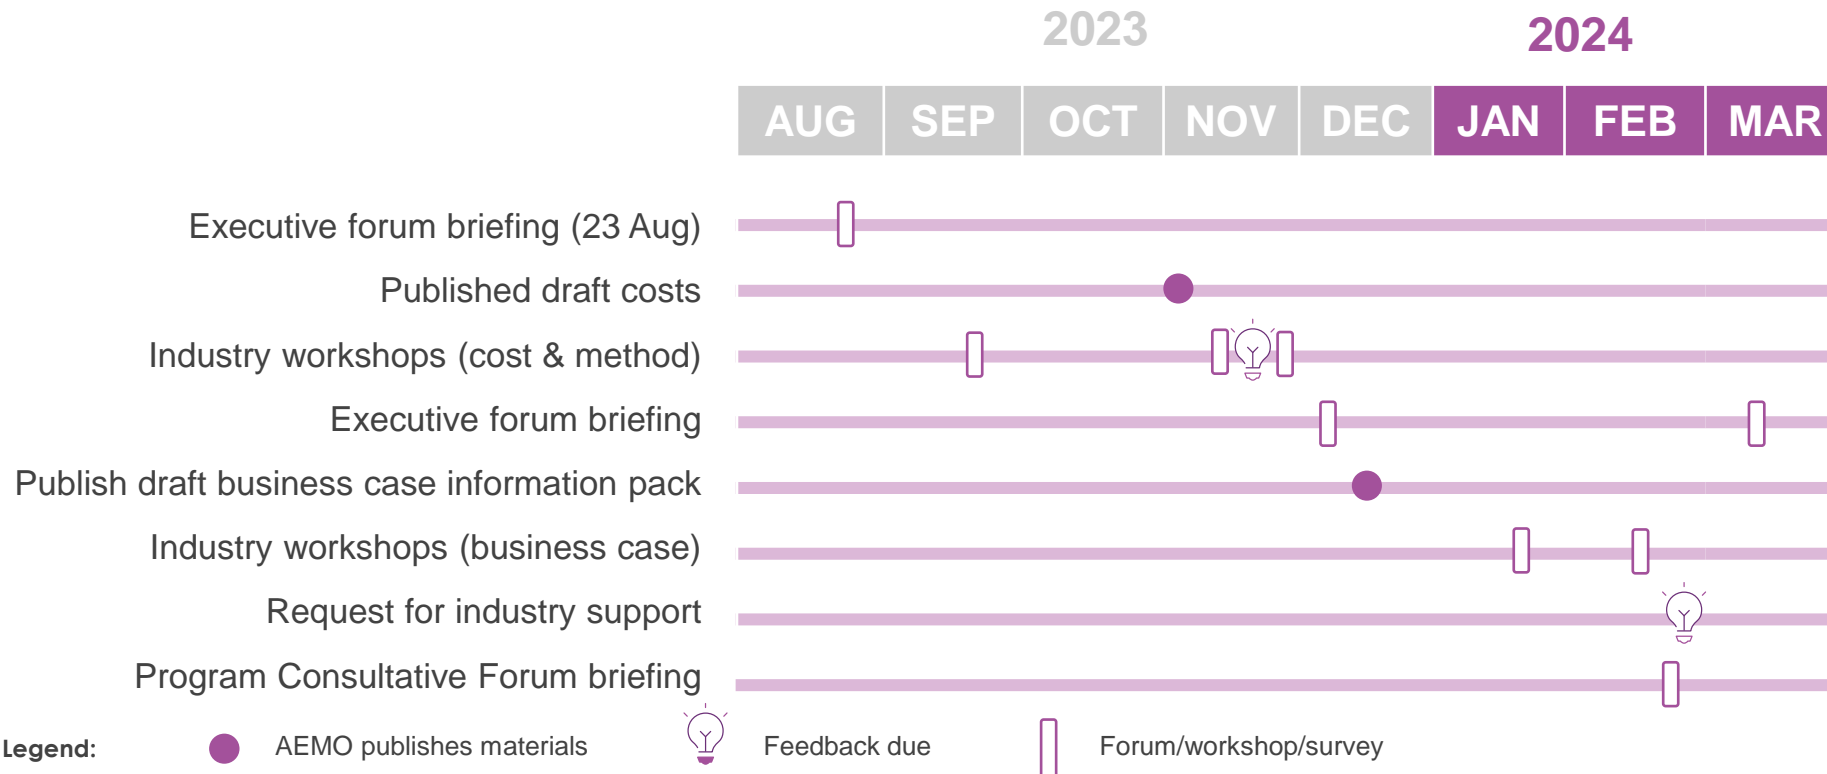 2023 2024
AUG SEP OCT NOV DEC JAN FEB MAR
Executive forum briefing (23 Aug)
Published draft costs
Industry workshops (cost & method)
Executive forum briefing
Publish draft business case information pack
Industry workshops (business case)
Request for industry support
Program Consultative Forum briefing
Legend: AEMO publishes materials Feedback due Forum/workshop/survey